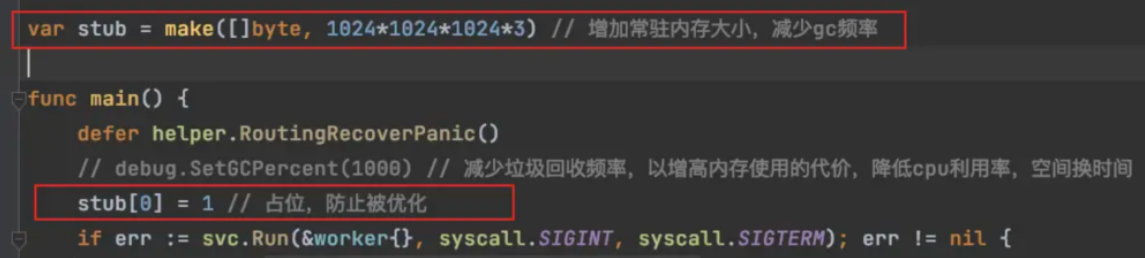 var stub = make([]byte, 1024*1024*1024*3) // 增加常驻内存大小，减少gc频率
func main() {
defer helper.RoutingRecoverPanic()
// debug.SetGCPercent(1000) // 减少垃圾回收频率，以增高内存使用的代价，降低cpu利用率，空间换时间
stub[0] = 1 // 占位，防止被优化
if err := svc.Run(&worker{}, syscall.SIGINT, syscall.SIGTERM); err != nil {